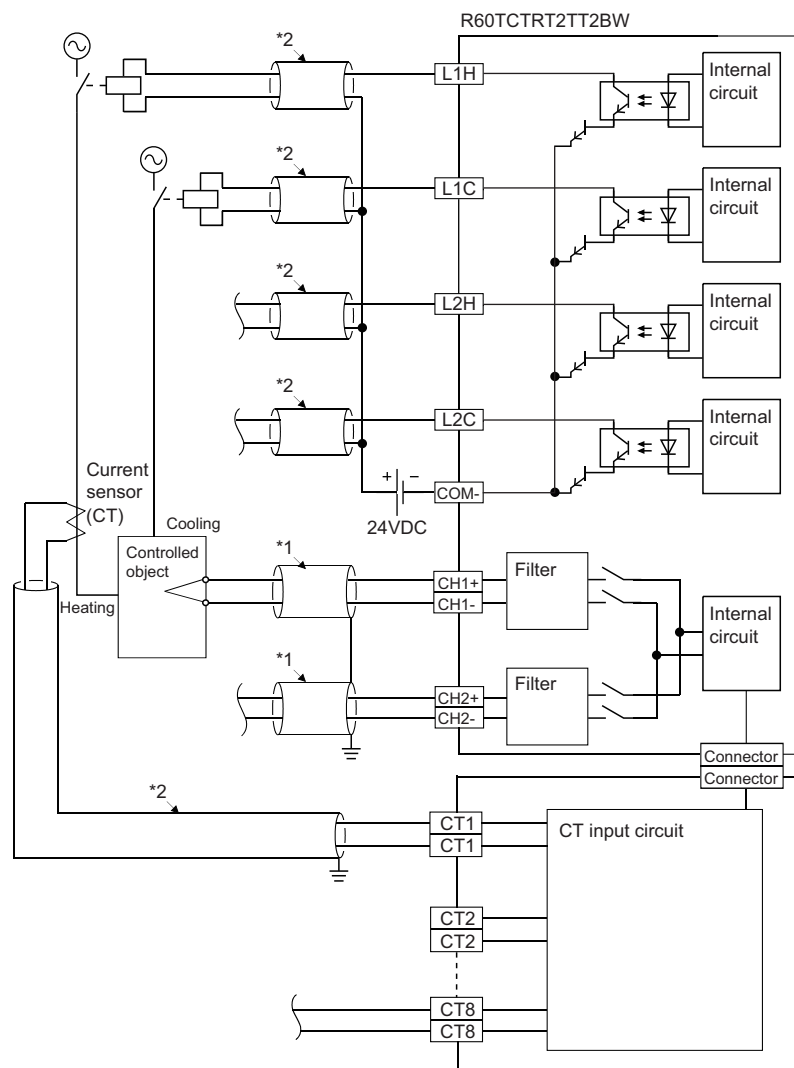 R60TCTRT2TT2BW
*2
L1H
Internal
circuit
*2
L1C
Internal
circuit
*2
L2H
Internal
circuit
*2
L2C
Internal
circuit
Current
sensor
(CT)
+
−
COM-
24VDC
Cooling
Controlled
object
Heating
*1
CH1+
CH1-
Filter
Internal
circuit
*1
CH2+
CH2-
Filter
Connector
Connector
*2
CT1
CT1
CT input circuit
CT2
CT2
CT8
CT8